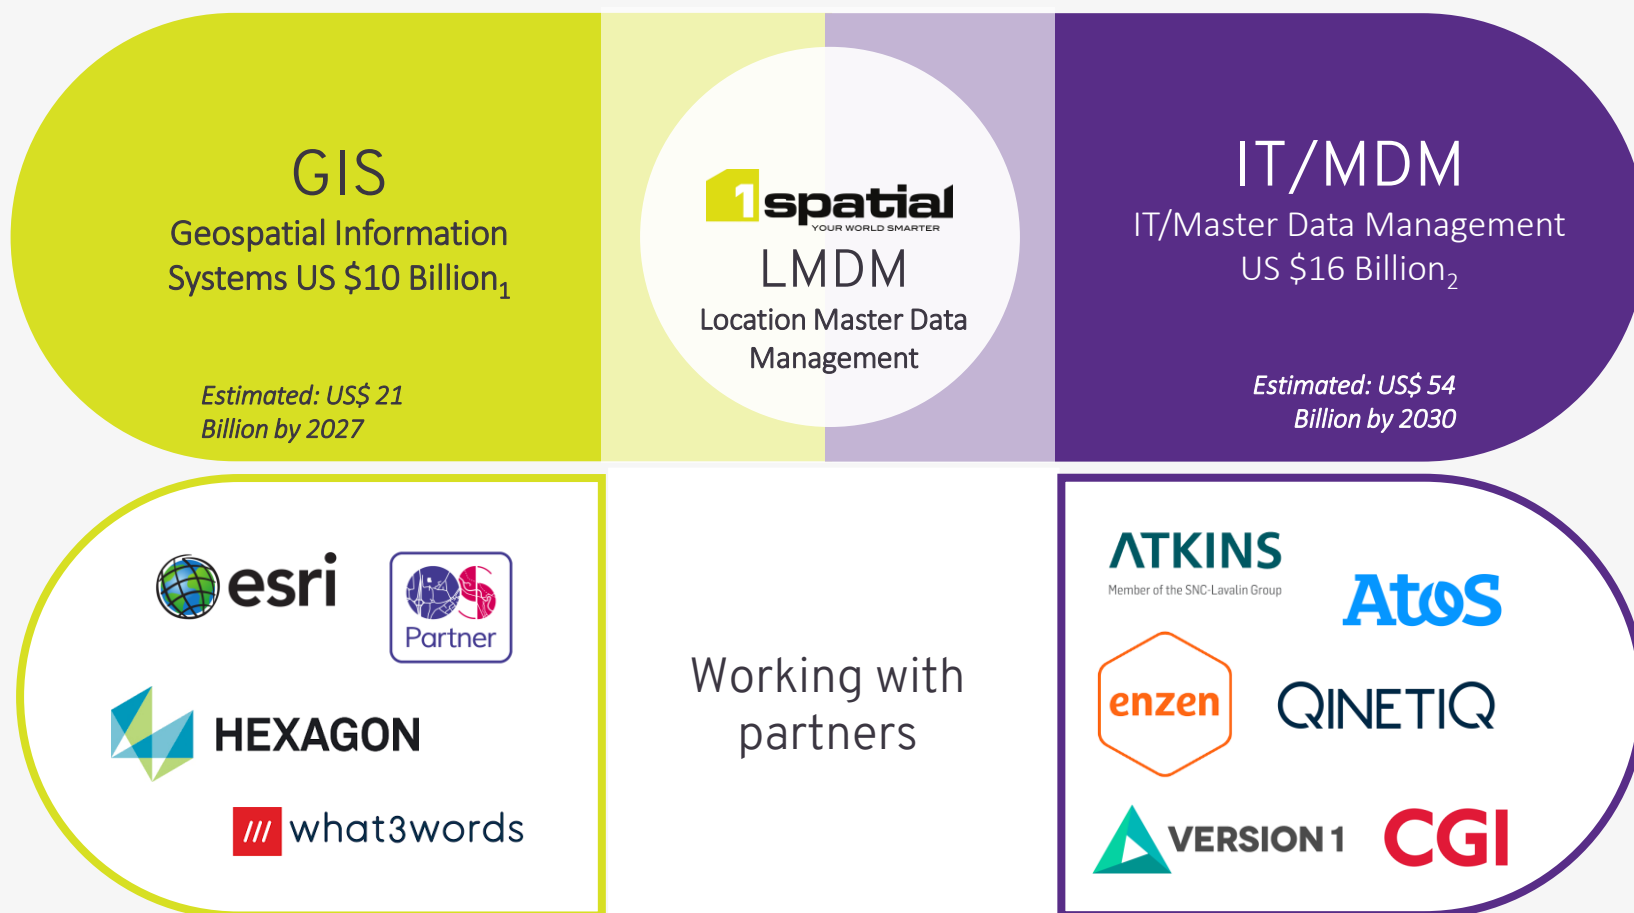 GIS
Geospatial Information
Systems US $10 Billion1
Estimated: US$ 21
Billion by 2027
1spatial
YOUR WORLD SMARTER
LMDM
Location Master Data
Management
IT/MDM
IT/Master Data Management
US $16 Billion2
Estimated: US$ 54
Billion by 2030
esri
OS
Partner
HEXAGON
/// what3words
Working with
partners
ATKINS
Member of the SNC-Lavalin Group
Atos
enzen
QINETIQ
VERSION 1
CGI